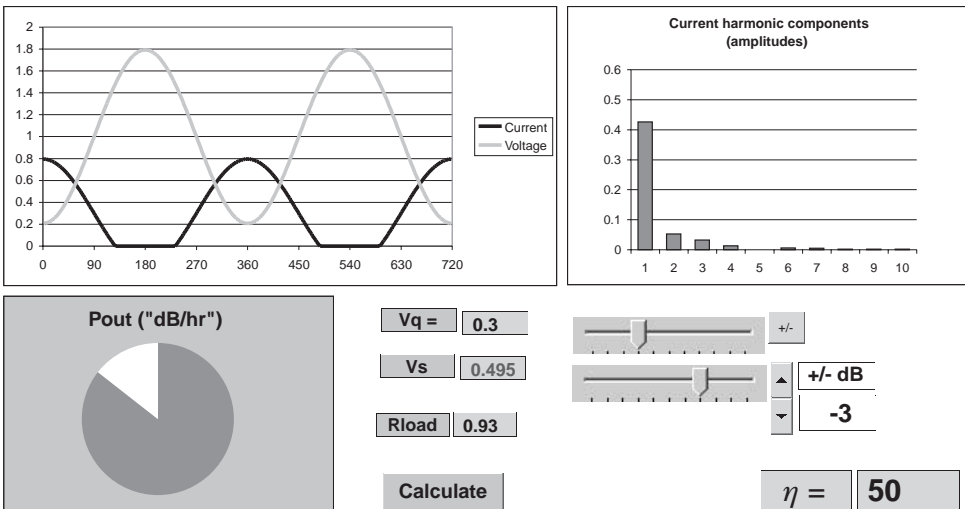 2
1.8
1.6
1.4
1.2
1
0.8
0.6
0.4
0.2
0
0 90 180 270 360 450 540 630 720
Current
Voltage
Current harmonic components
(amplitudes)
0.6
0.5
0.4
0.3
0.2
0.1
0
1 2 3 4 5 6 7 8 9 10
Pout ("dB/hr")
Vq = 0.3
Vs 0.495
Rload 0.93
Calculate
+/-
+/- dB
-3
η = 50